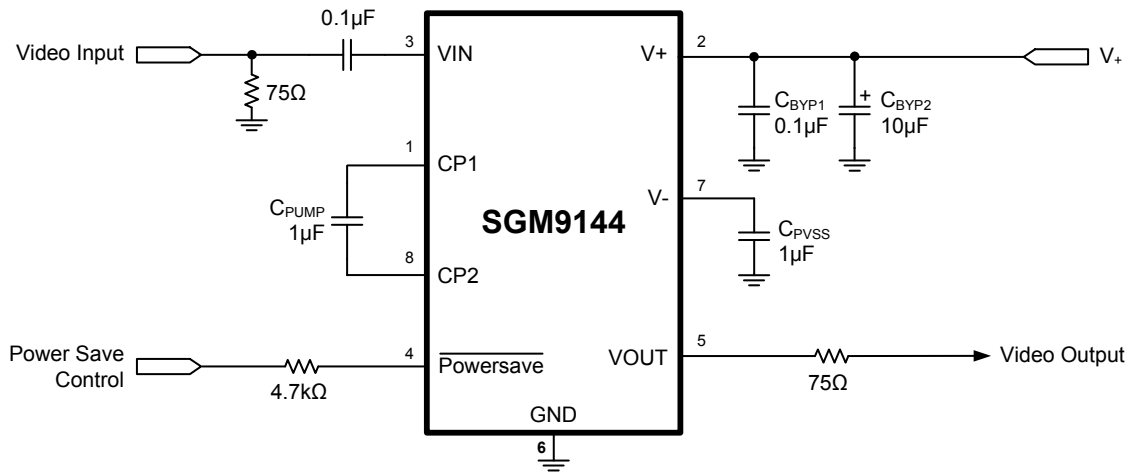 0.1µF
Video Input
3
VIN
V+
2
V+
75Ω
CBYP1
0.1µF
+
CBYP2
10µF
1
CP1
V-
7
CPUMP
1µF
SGM9144
CPVSS
1µF
8
CP2
Power Save
Control
4
Powersave
VOUT
5
Video Output
4.7kΩ
75Ω
GND
6